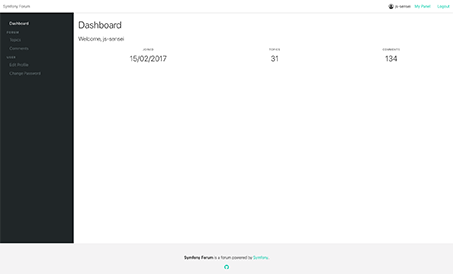 Symfony Forum
js-sensei My Panel Logout
Dashboard
FORUM
Topics
Comments
USER
Edit Profile
Change Password
Dashboard
Welcome, js-sensei
JOINED TOPICS COMMENTS
15/02/2017 31 134
Symfony Forum is a forum powered by Symfony.